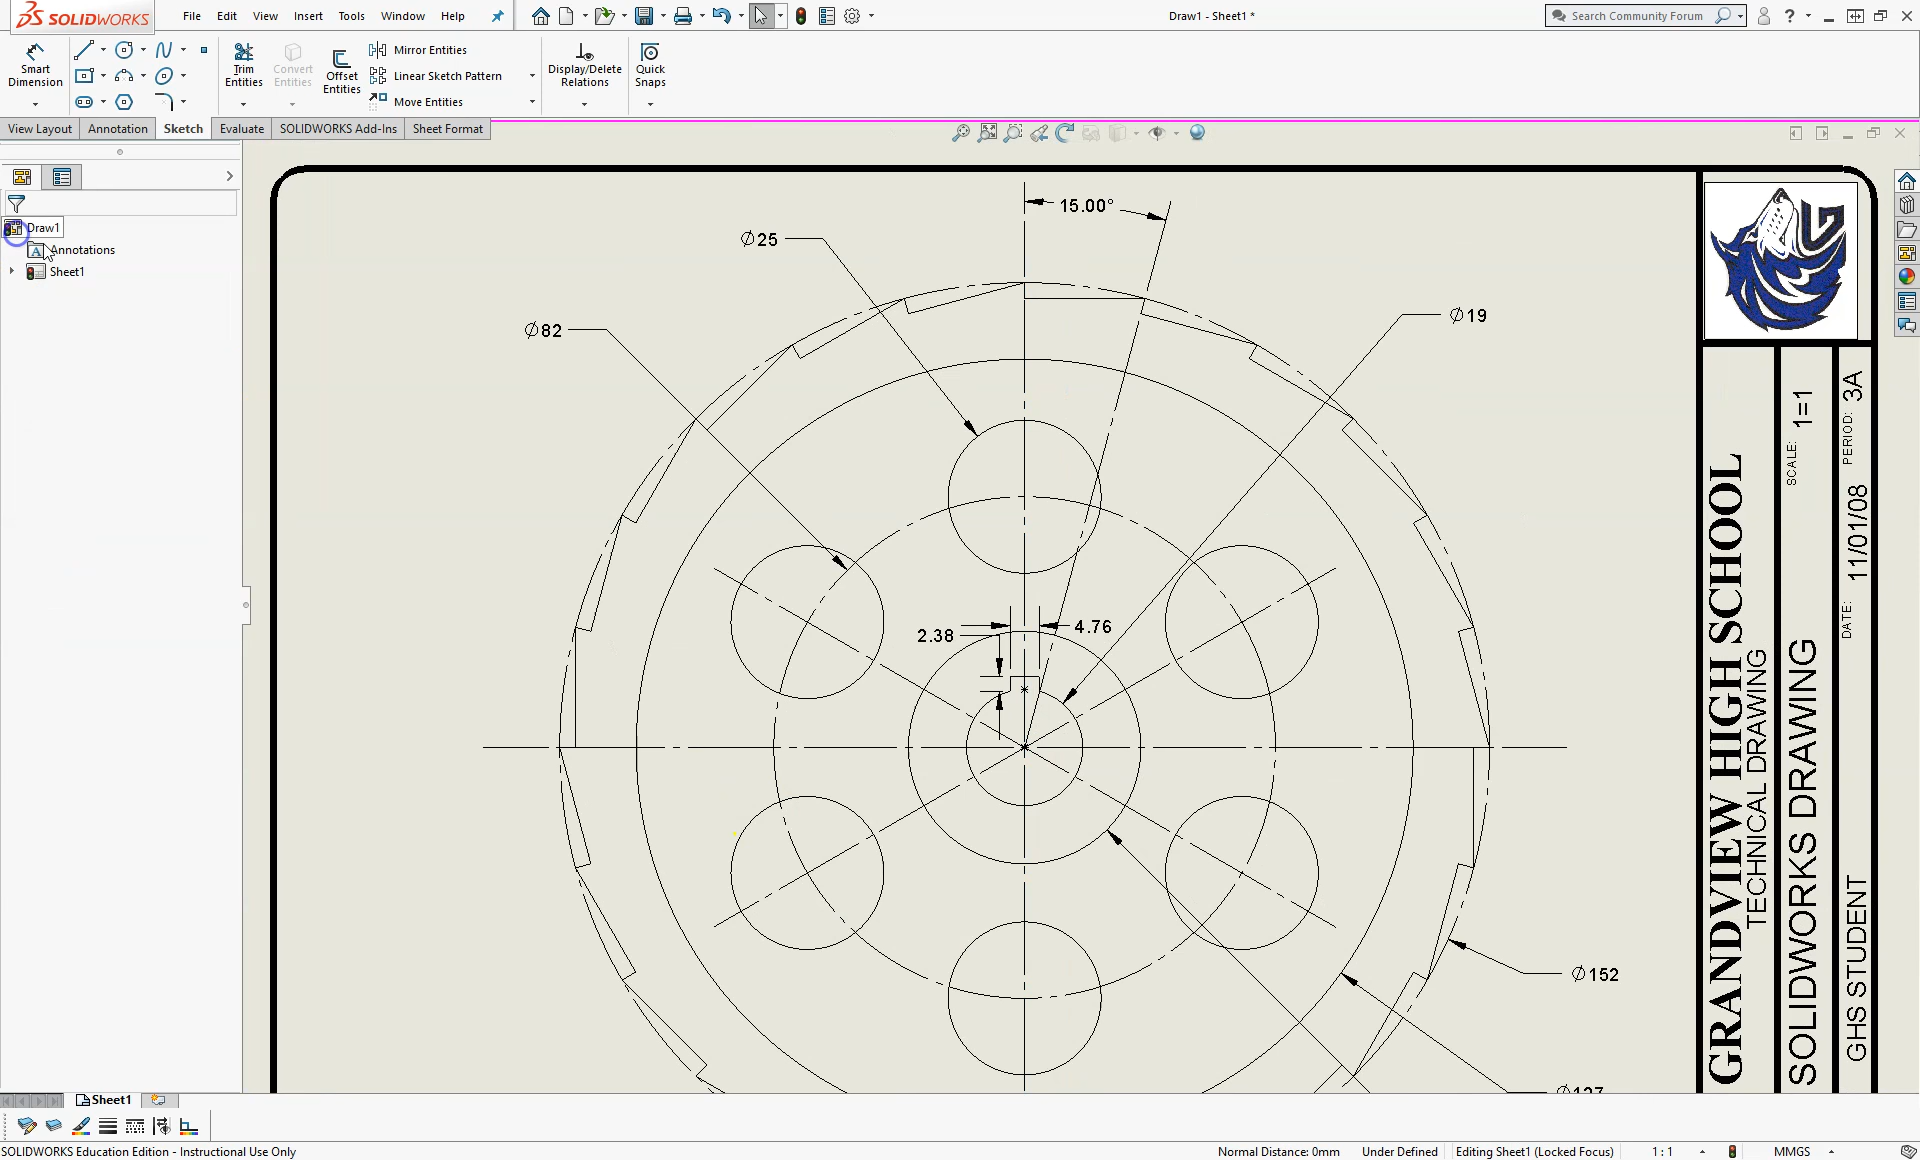 SOLIDWORKS
File Edit View Insert Tools Window Help
Draw1 - Sheet1 *
Search Community Forum
Smart Dimension
Trim Entities
Convert Entities
Offset Entities
Mirror Entities
Linear Sketch Pattern
Move Entities
Display/Delete Relations
Quick Snaps
View Layout Annotation Sketch Evaluate SOLIDWORKS Add-Ins Sheet Format
Draw1
Annotations
Sheet1
15.00°
∅25
∅82
∅19
2.38
4.76
∅152
GRANDVIEW HIGH SCHOOL
TECHNICAL DRAWING
SOLIDWORKS DRAWING
SCALE: 1=1
GHS STUDENT
DATE: 11/01/08
PERIOD: 3A
Sheet1
SOLIDWORKS Education Edition - Instructional Use Only
Normal Distance: 0mm Under Defined Editing Sheet1 (Locked Focus) 1 : 1 MMGS